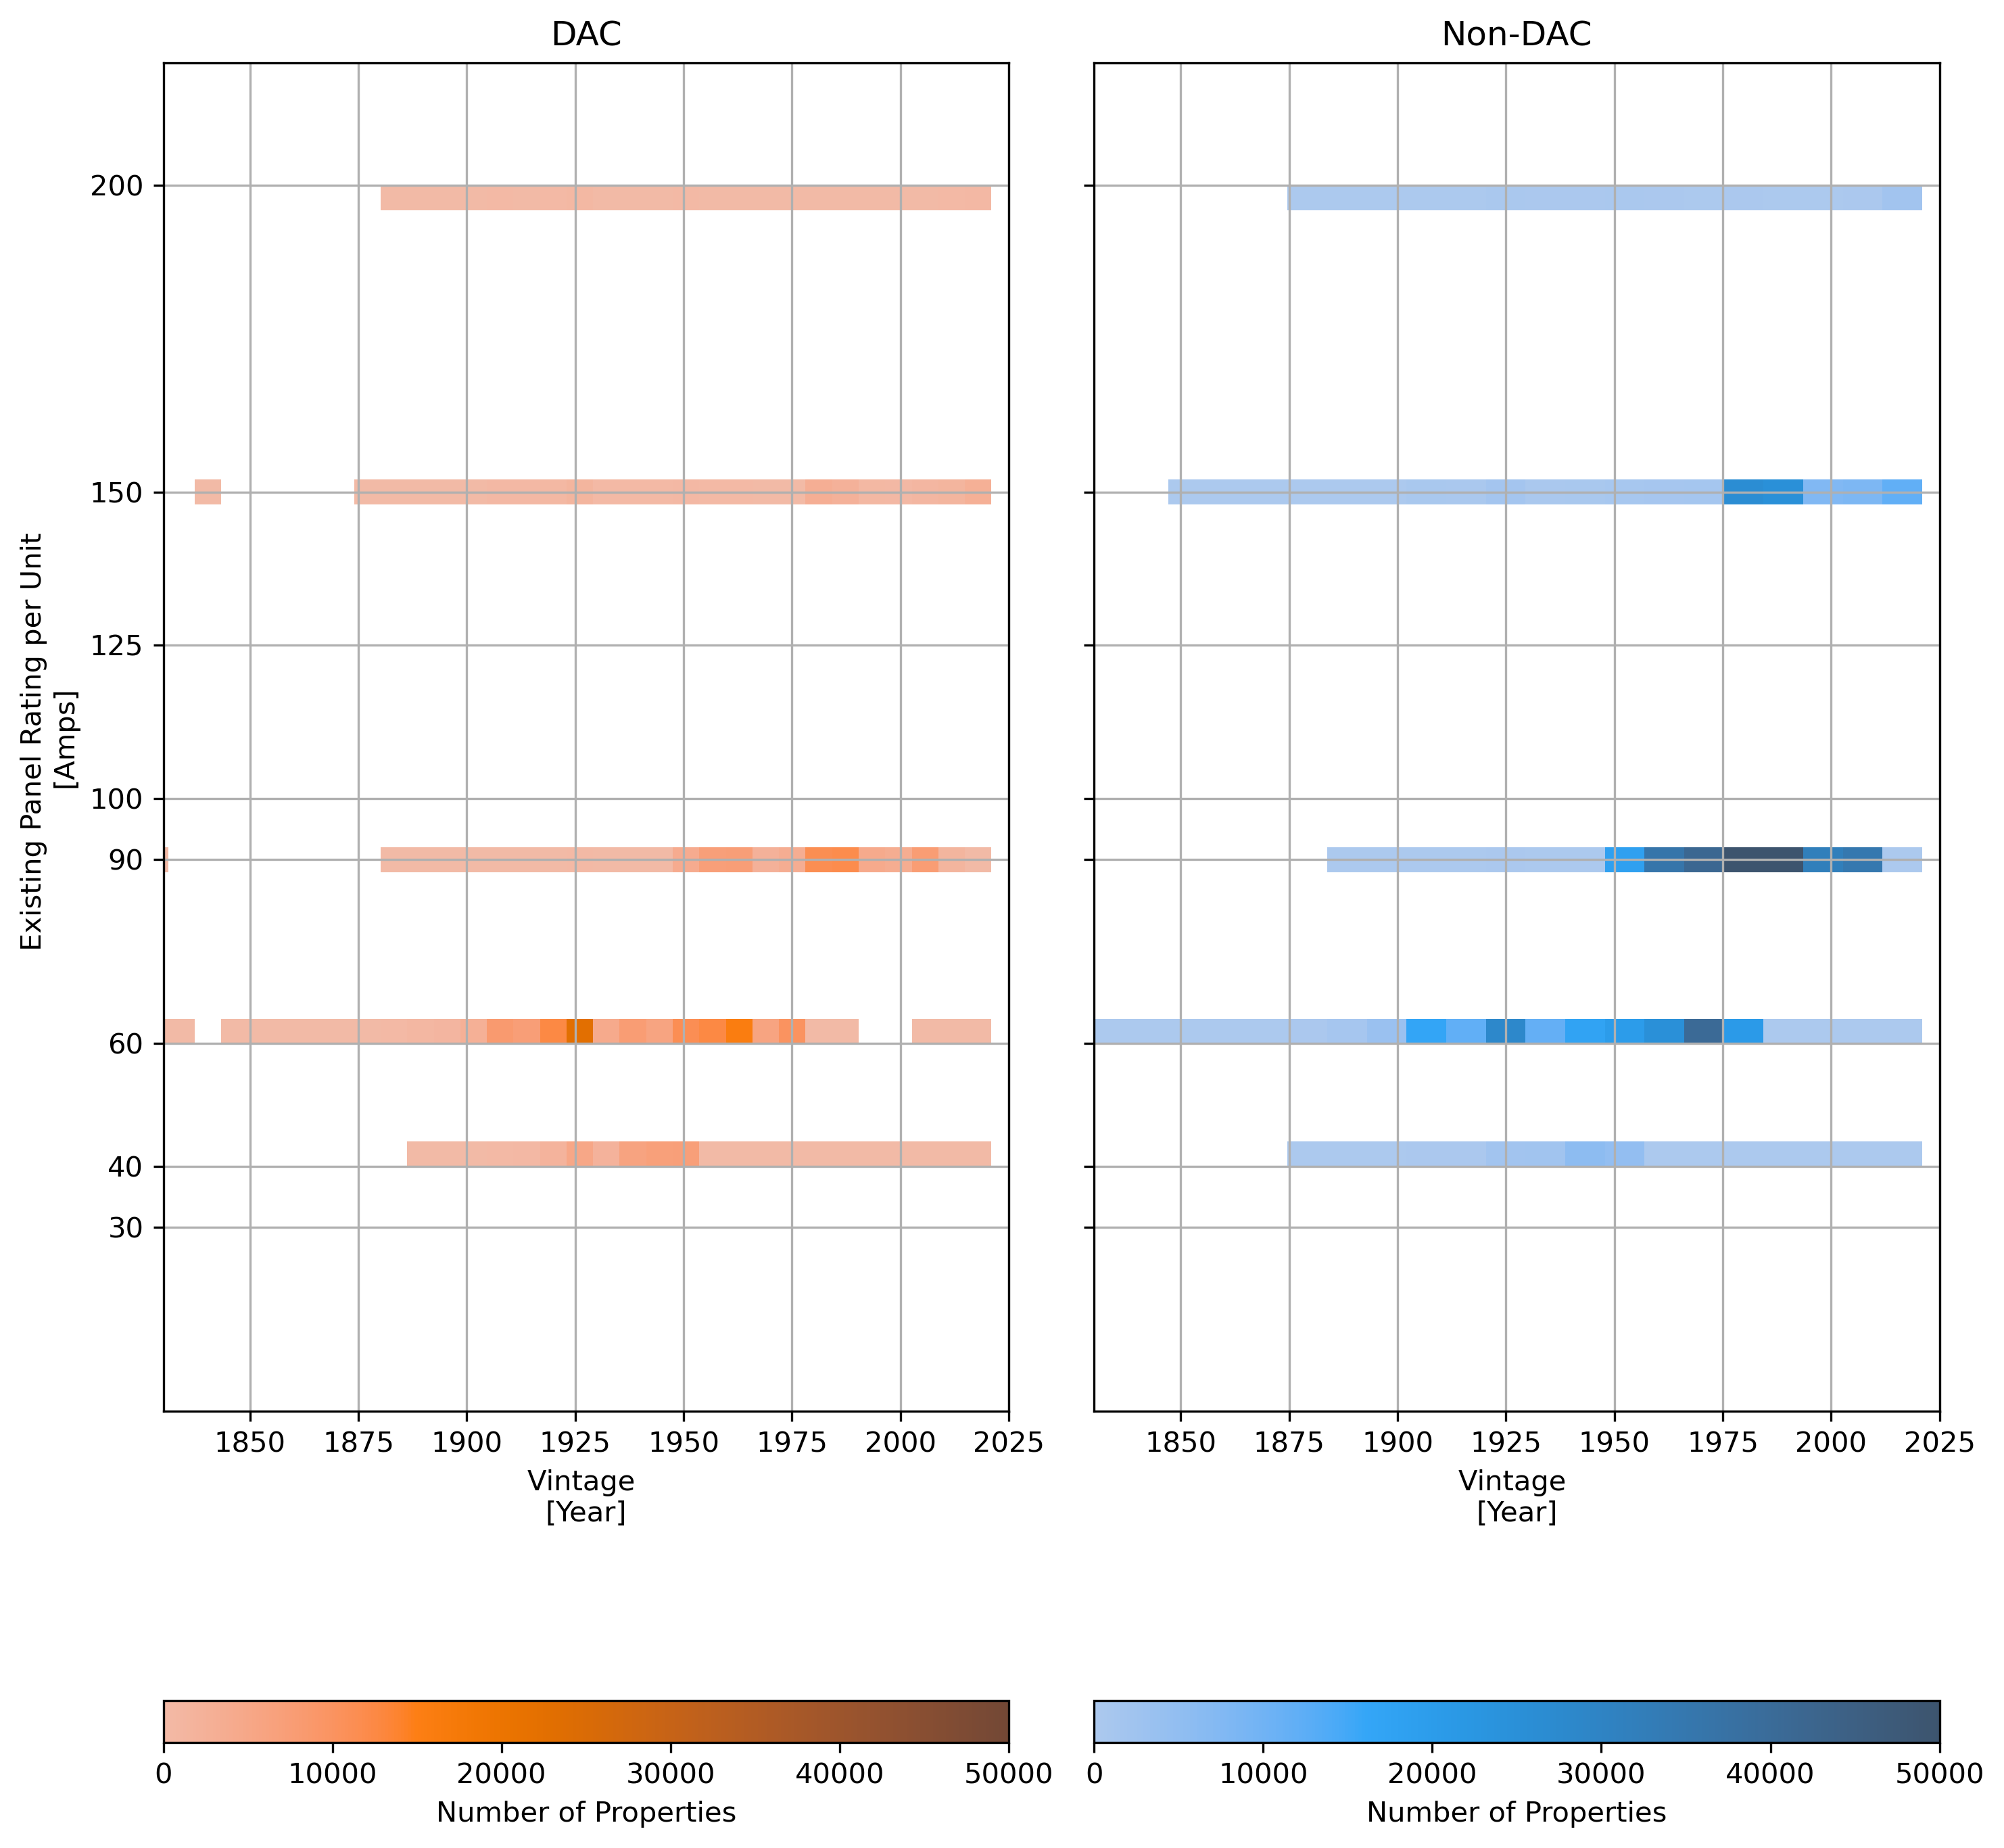 DAC
Non-DAC
Existing Panel Rating per Unit
[Amps]
200
150
125
100
90
60
40
30
1850 1875 1900 1925 1950 1975 2000 2025
1850 1875 1900 1925 1950 1975 2000 2025
Vintage
[Year]
Vintage
[Year]
0 10000 20000 30000 40000 50000
0 10000 20000 30000 40000 50000
Number of Properties
Number of Properties